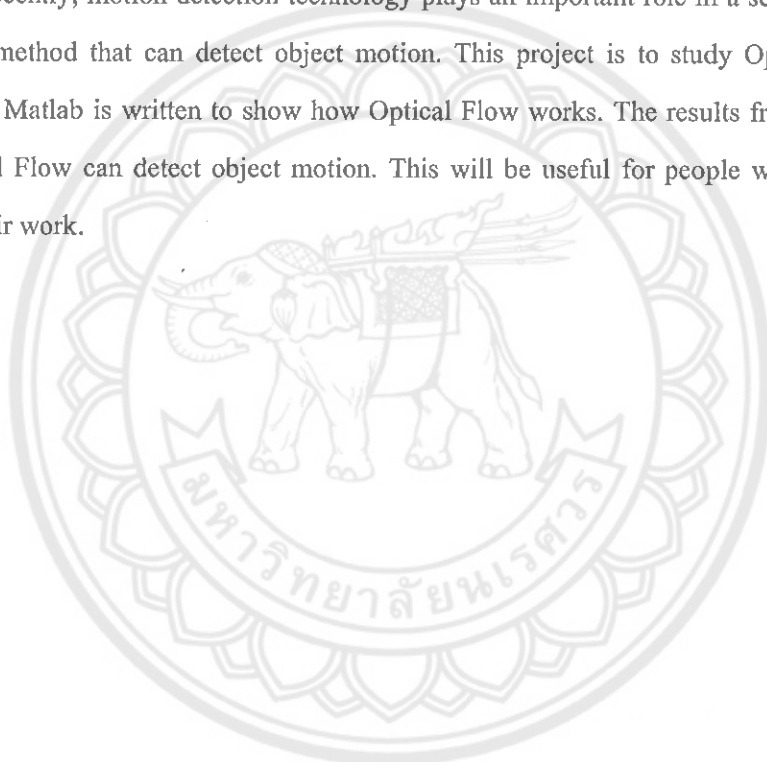 motion detection technology plays an important role in a
method that can detect object motion. This project is to study
Matlab is written to show how Optical Flow works. The results
Flow can detect object motion. This will be useful for people
work.
มหาวิทยาลัยนเรศวร